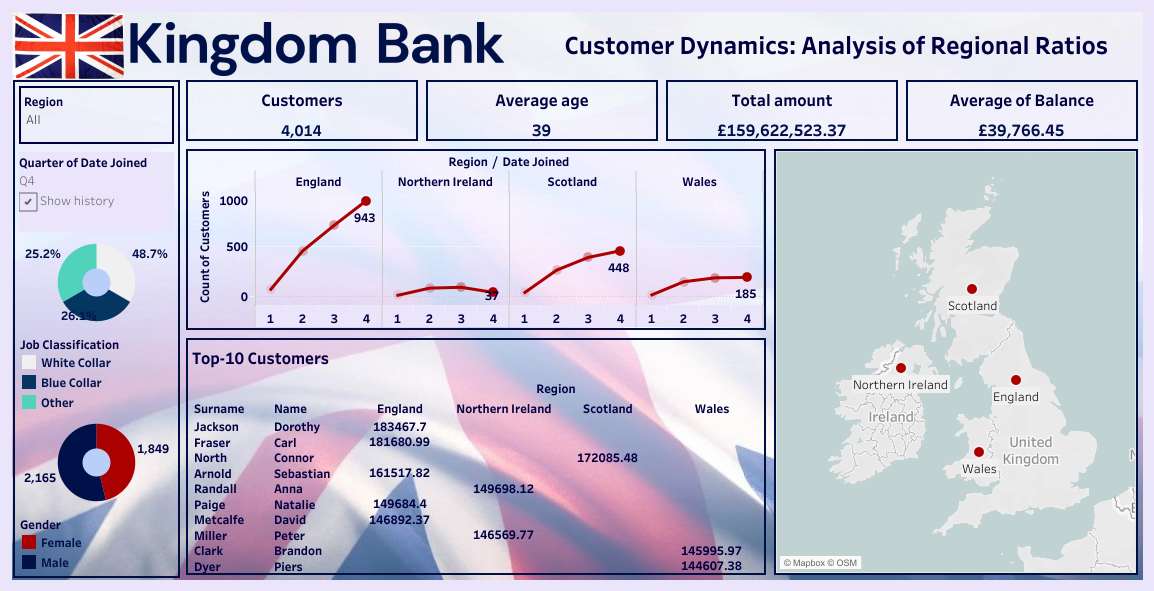 Kingdom Bank
Customer Dynamics: Analysis of Regional Ratios
Region
All
Quarter of Date Joined
Q4
Show history
25.2%
48.7%
26.1%
Job Classification
White Collar
Blue Collar
Other
1,849
2,165
Gender
Female
Male
Customers
4,014
Average age
39
Total amount
£159,622,523.37
Average of Balance
£39,766.45
Region / Date Joined
England Northern Ireland Scotland Wales
Count of Customers
1000
500
0
943
37
448
185
1 2 3 4 1 2 3 4 1 2 3 4 1 2 3 4
Top-10 Customers
Region
Surname Name England Northern Ireland Scotland Wales
Jackson Dorothy 183467.7
Fraser Carl 181680.99
North Connor 172085.48
Arnold Sebastian 161517.82
Randall Anna 149698.12
Paige Natalie 149684.4
Metcalfe David 146892.37
Miller Peter 146569.77
Clark Brandon 145995.97
Dyer Piers 144607.38
Scotland
Northern Ireland
England
Ireland
United
Kingdom
Wales
© Mapbox © OSM